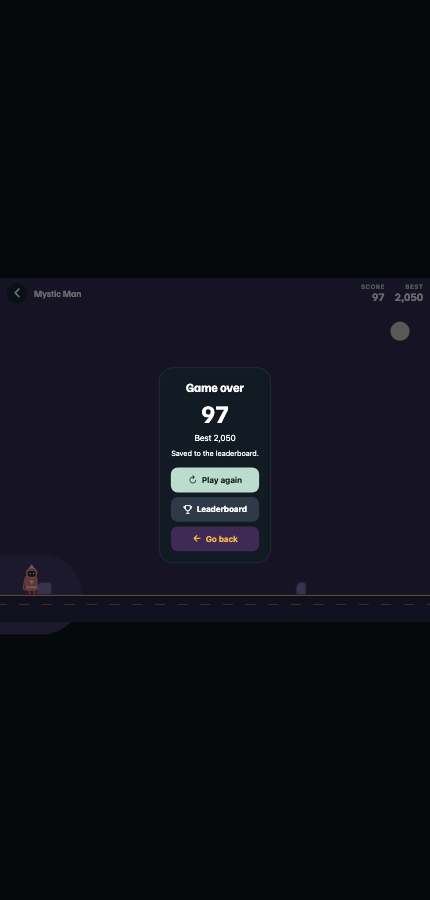 Mystic Man
SCORE
97
BEST
2,050
Game over
97
Best 2,050
Saved to the leaderboard.
Play again
Leaderboard
Go back